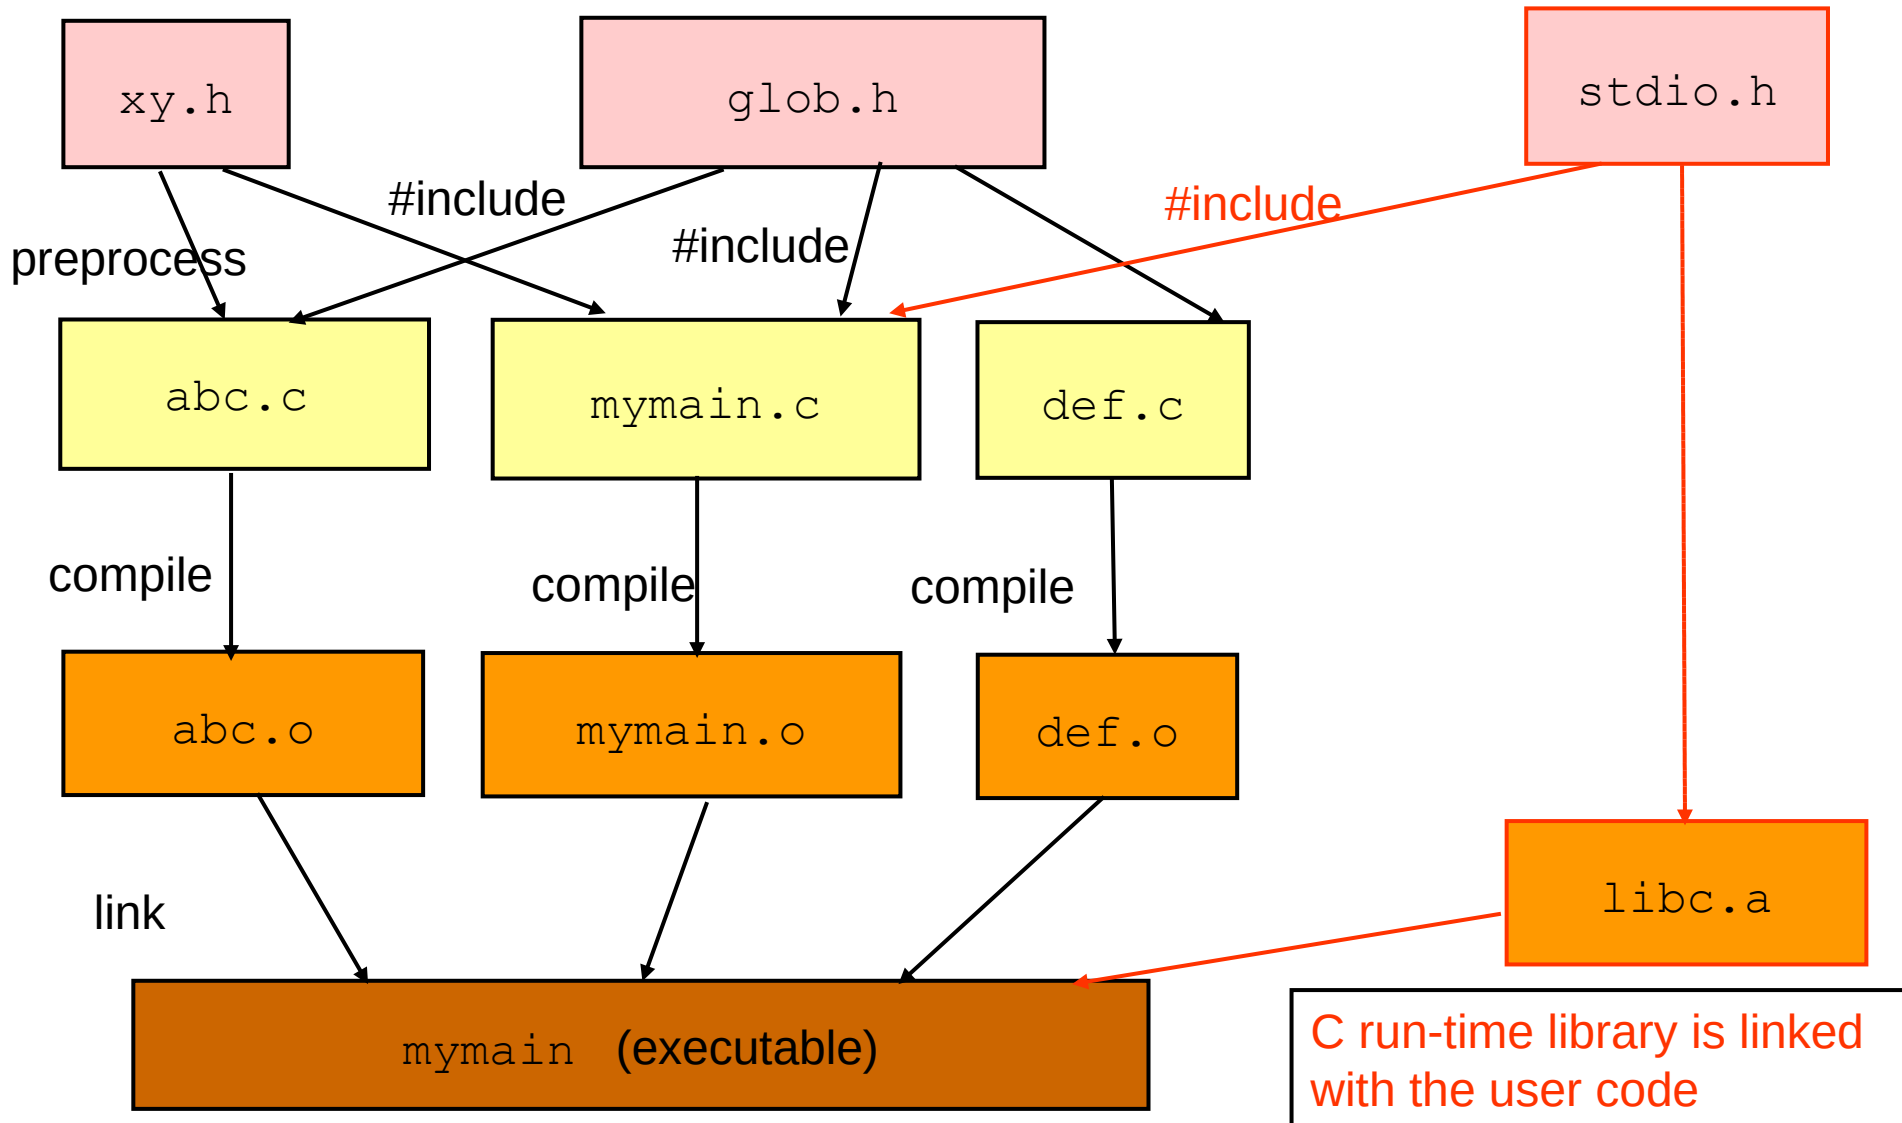 xy.h
glob.h
stdio.h
#include
#include
#include
preprocess
abc.c
mymain.c
def.c
compile
compile
compile
abc.o
mymain.o
def.o
libc.a
link
mymain (executable)
C run-time library is linked
with the user code